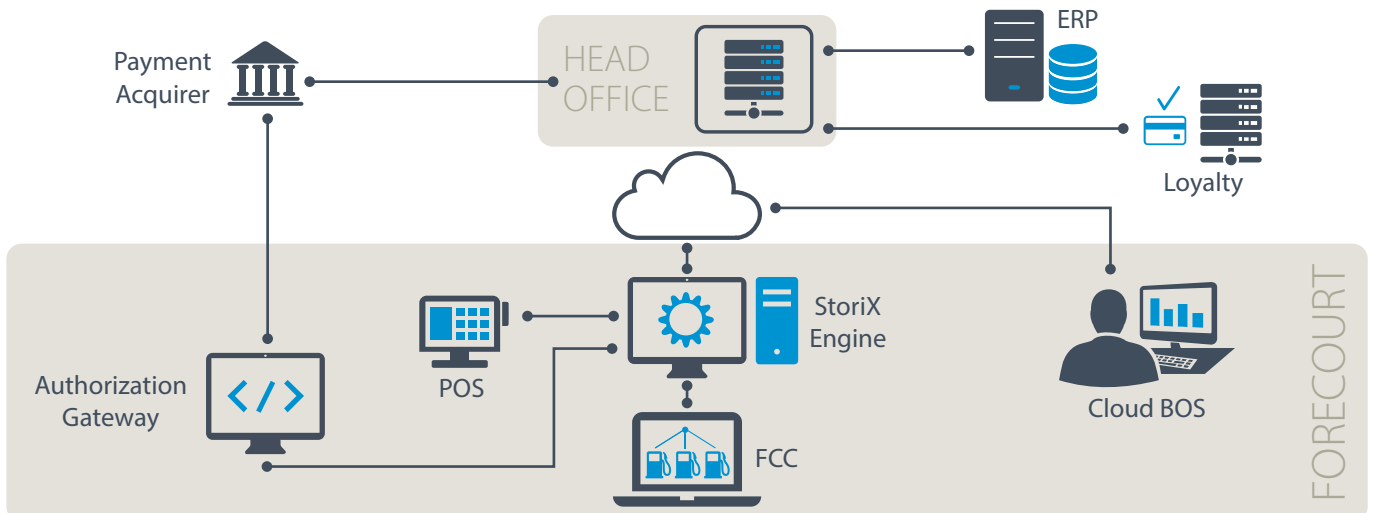 ERP
Payment
Acquirer
HEAD
OFFICE
Loyalty
StoriX
Engine
POS
Authorization
Gateway
Cloud BOS
FCC
FORECOURT